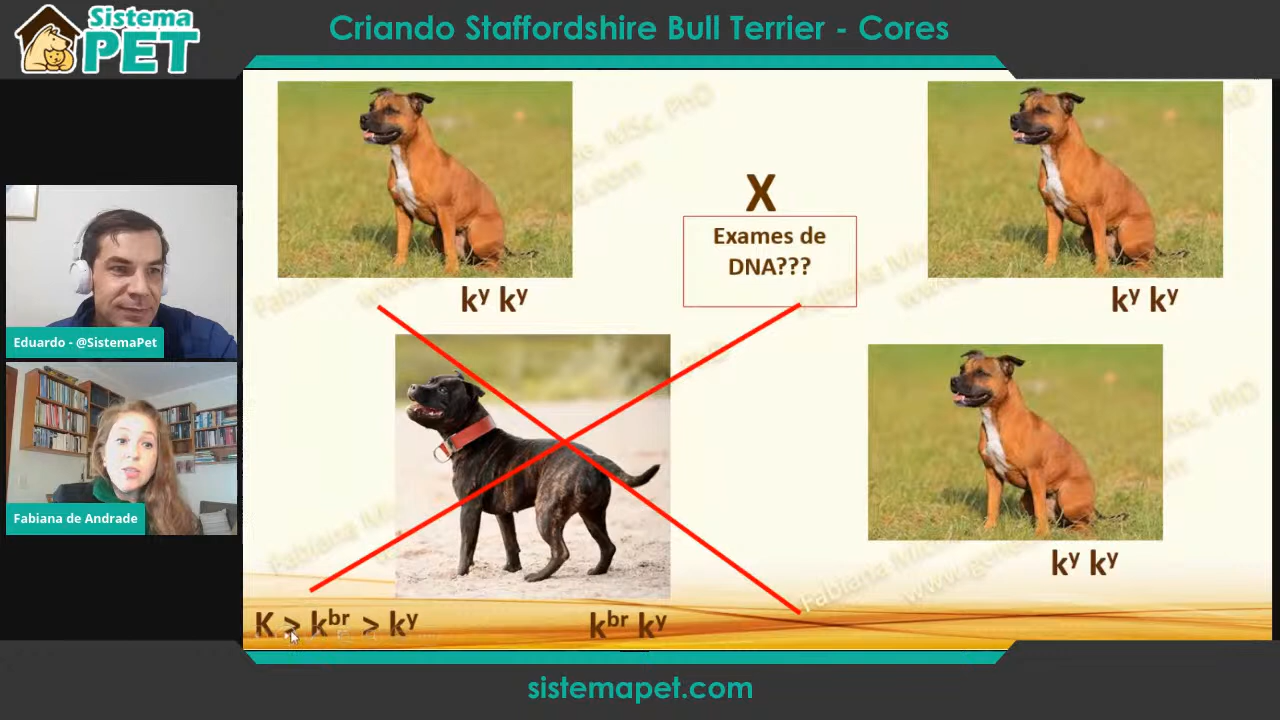 Sistema
PET
Criando Staffordshire Bull Terrier - Cores
X
Exames de
DNA???
kʸ kʸ
kʸ kʸ
Eduardo - @SistemaPet
Fabiana de Andrade
kʸ kʸ
K > kᵇʳ > kʸ
kᵇʳ kʸ
sistemapet.com